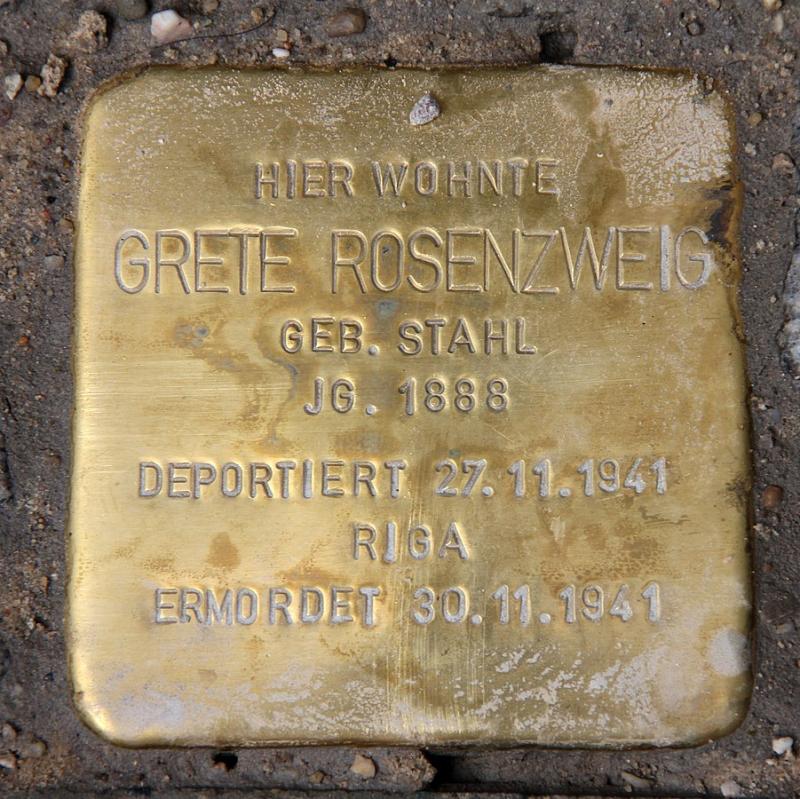 HIER WOHNTE
GRETE ROSENZWEIG
GEB. STAHL
JG. 1888
DEPORTIERT 27.11.1941
RIGA
ERMORDET 30.11.1941